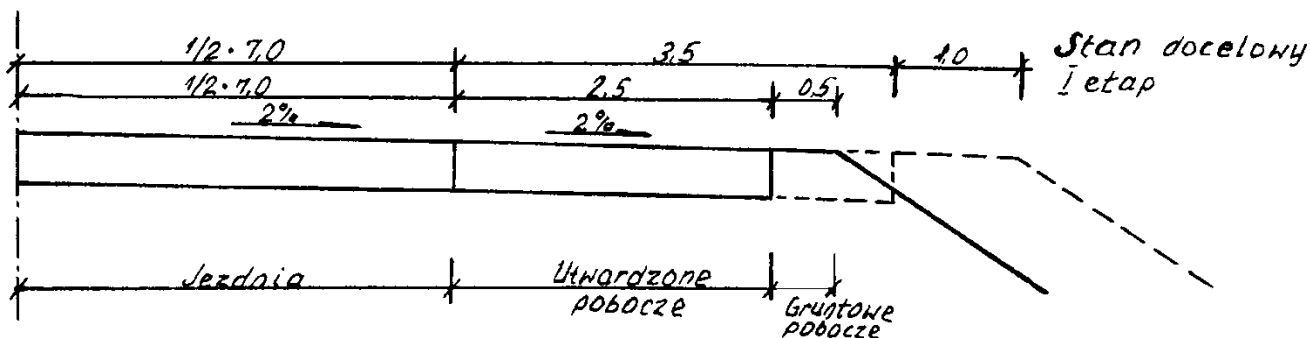 1/2·7,0 3,5 1,0 Stan docelowy
1/2·7,0 2,5 0,5 I etap
2% 2%
Jezdnia Utwardzone pobocze Gruntowe pobocze